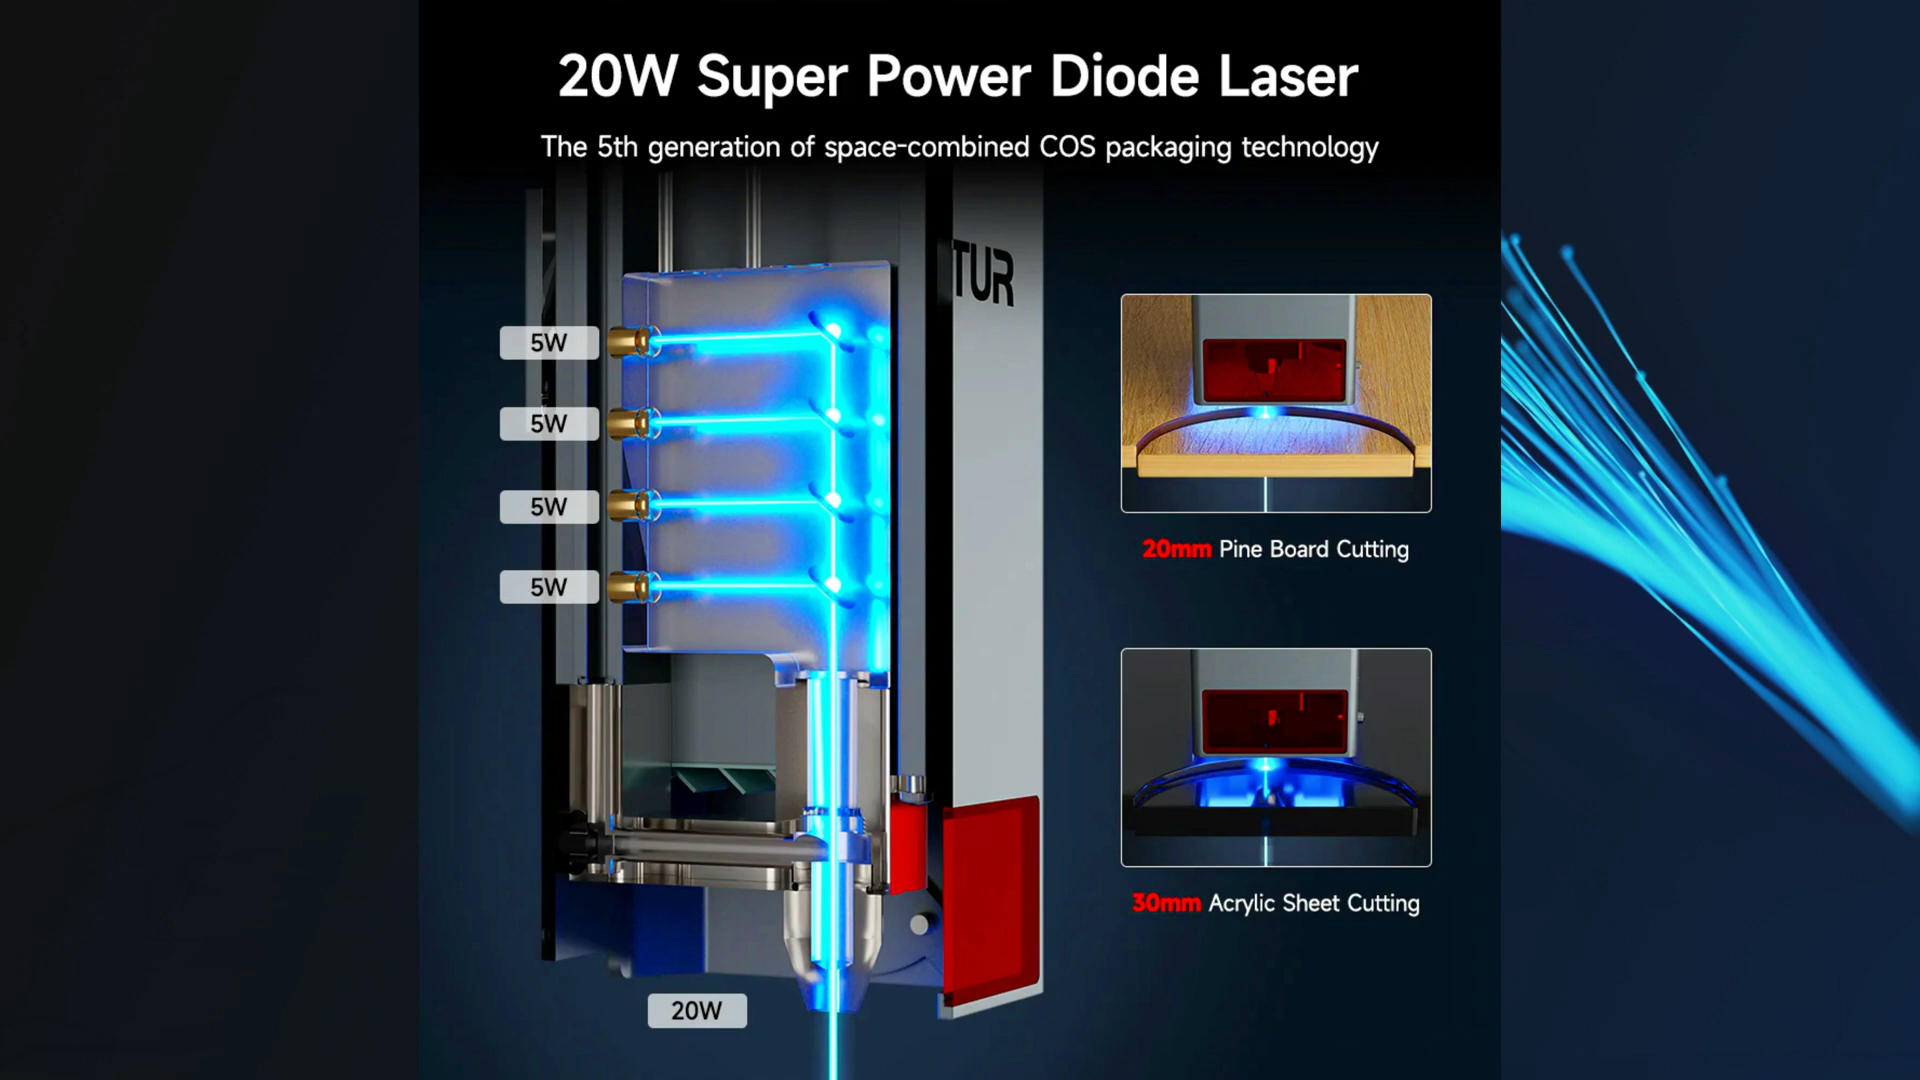 20W Super Power Diode Laser
The 5th generation of space-combined COS packaging technology
TUR
5W
5W
5W
5W
20W
20mm Pine Board Cutting
30mm Acrylic Sheet Cutting